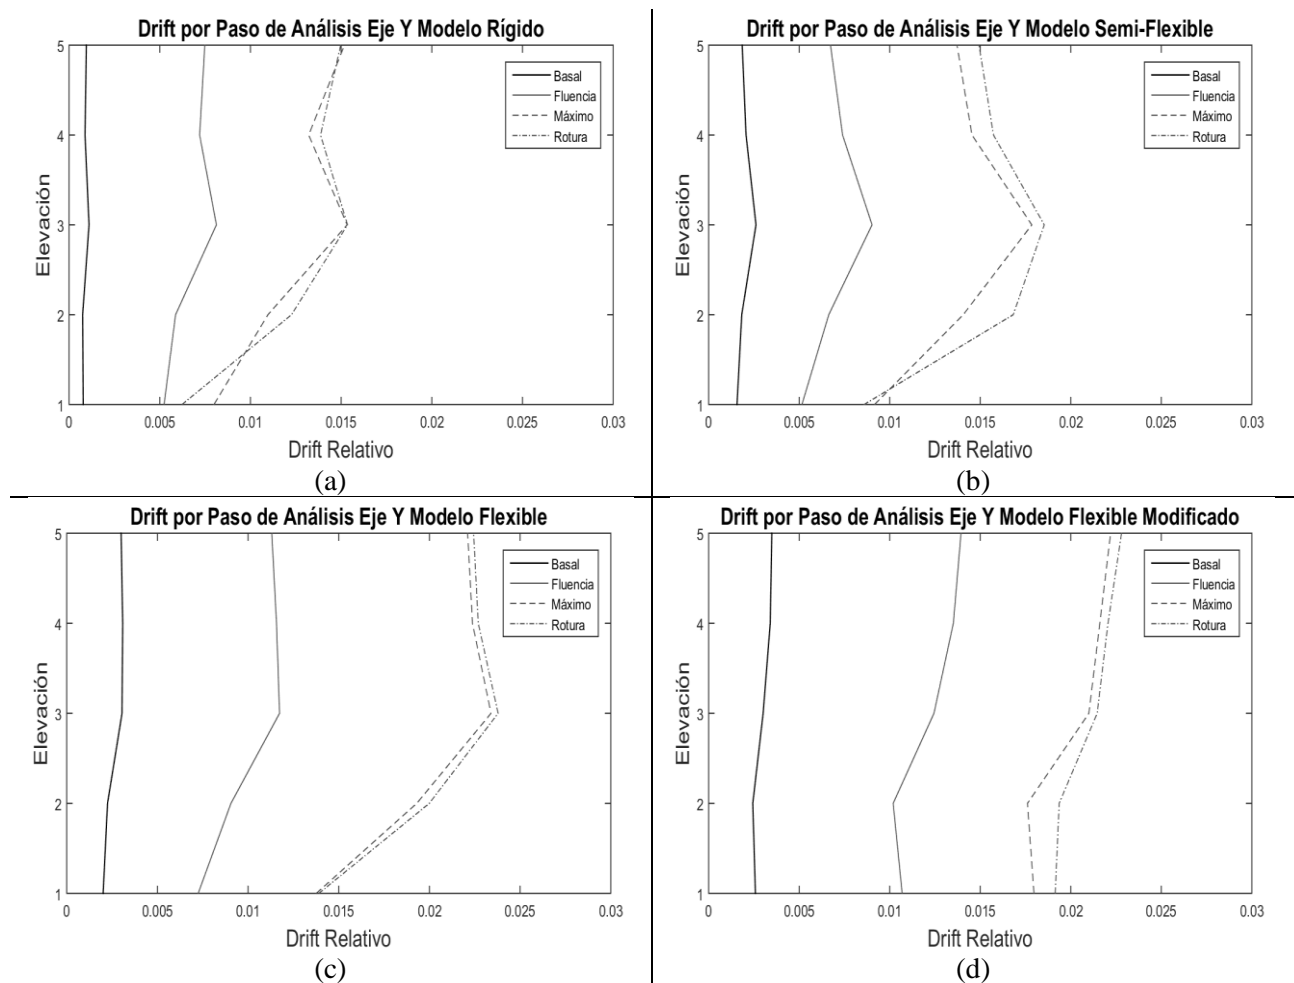 Drift por Paso de Análisis Eje Y Modelo Rígido
5
4
3
2
1
Elevación
Basal
Fluencia
Máximo
Rotura
0 0.005 0.01 0.015 0.02 0.025 0.03
Drift Relativo
(a)
Drift por Paso de Análisis Eje Y Modelo Semi-Flexible
5
4
3
2
1
Elevación
Basal
Fluencia
Máximo
Rotura
0 0.005 0.01 0.015 0.02 0.025 0.03
Drift Relativo
(b)
Drift por Paso de Análisis Eje Y Modelo Flexible
5
4
3
2
1
Elevación
Basal
Fluencia
Máximo
Rotura
0 0.005 0.01 0.015 0.02 0.025 0.03
Drift Relativo
(c)
Drift por Paso de Análisis Eje Y Modelo Flexible Modificado
5
4
3
2
1
Elevación
Basal
Fluencia
Máximo
Rotura
0 0.005 0.01 0.015 0.02 0.025 0.03
Drift Relativo
(d)